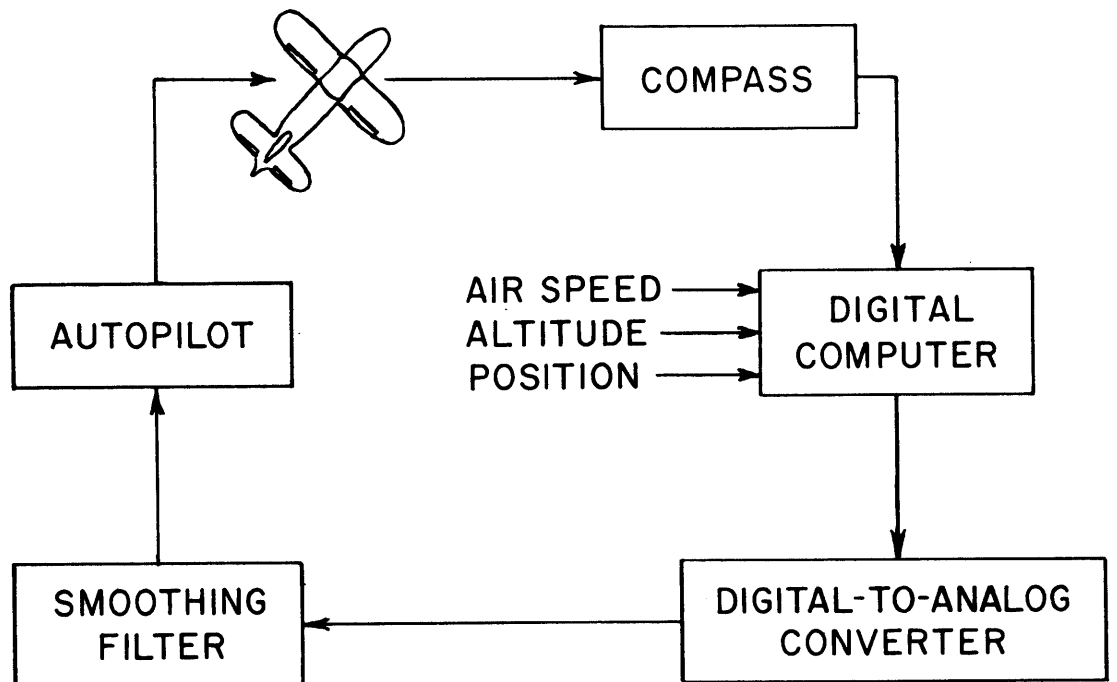 COMPASS
AIR SPEED
ALTITUDE
POSITION
DIGITAL
COMPUTER
AUTOPILOT
SMOOTHING
FILTER
DIGITAL-TO-ANALOG
CONVERTER